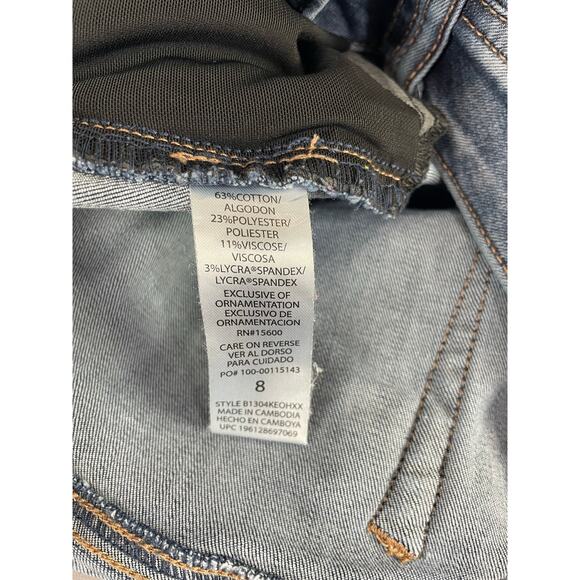 63%COTTON/
ALGODON
23%POLYESTER/
POLIESTER
11%VISCOSE/
VISCOSA
3%LYCRA®SPANDEX/
LYCRA®SPANDEX
EXCLUSIVE OF
ORNAMENTATION
EXCLUSIVO DE
ORNAMENTACION
RN#15600
CARE ON REVERSE
VER AL DORSO
PARA CUIDADO
PO# 100-00115143
8
STYLE B1304KEOHXX
MADE IN CAMBODIA
HECHO EN CAMBOYA
UPC 196128697069